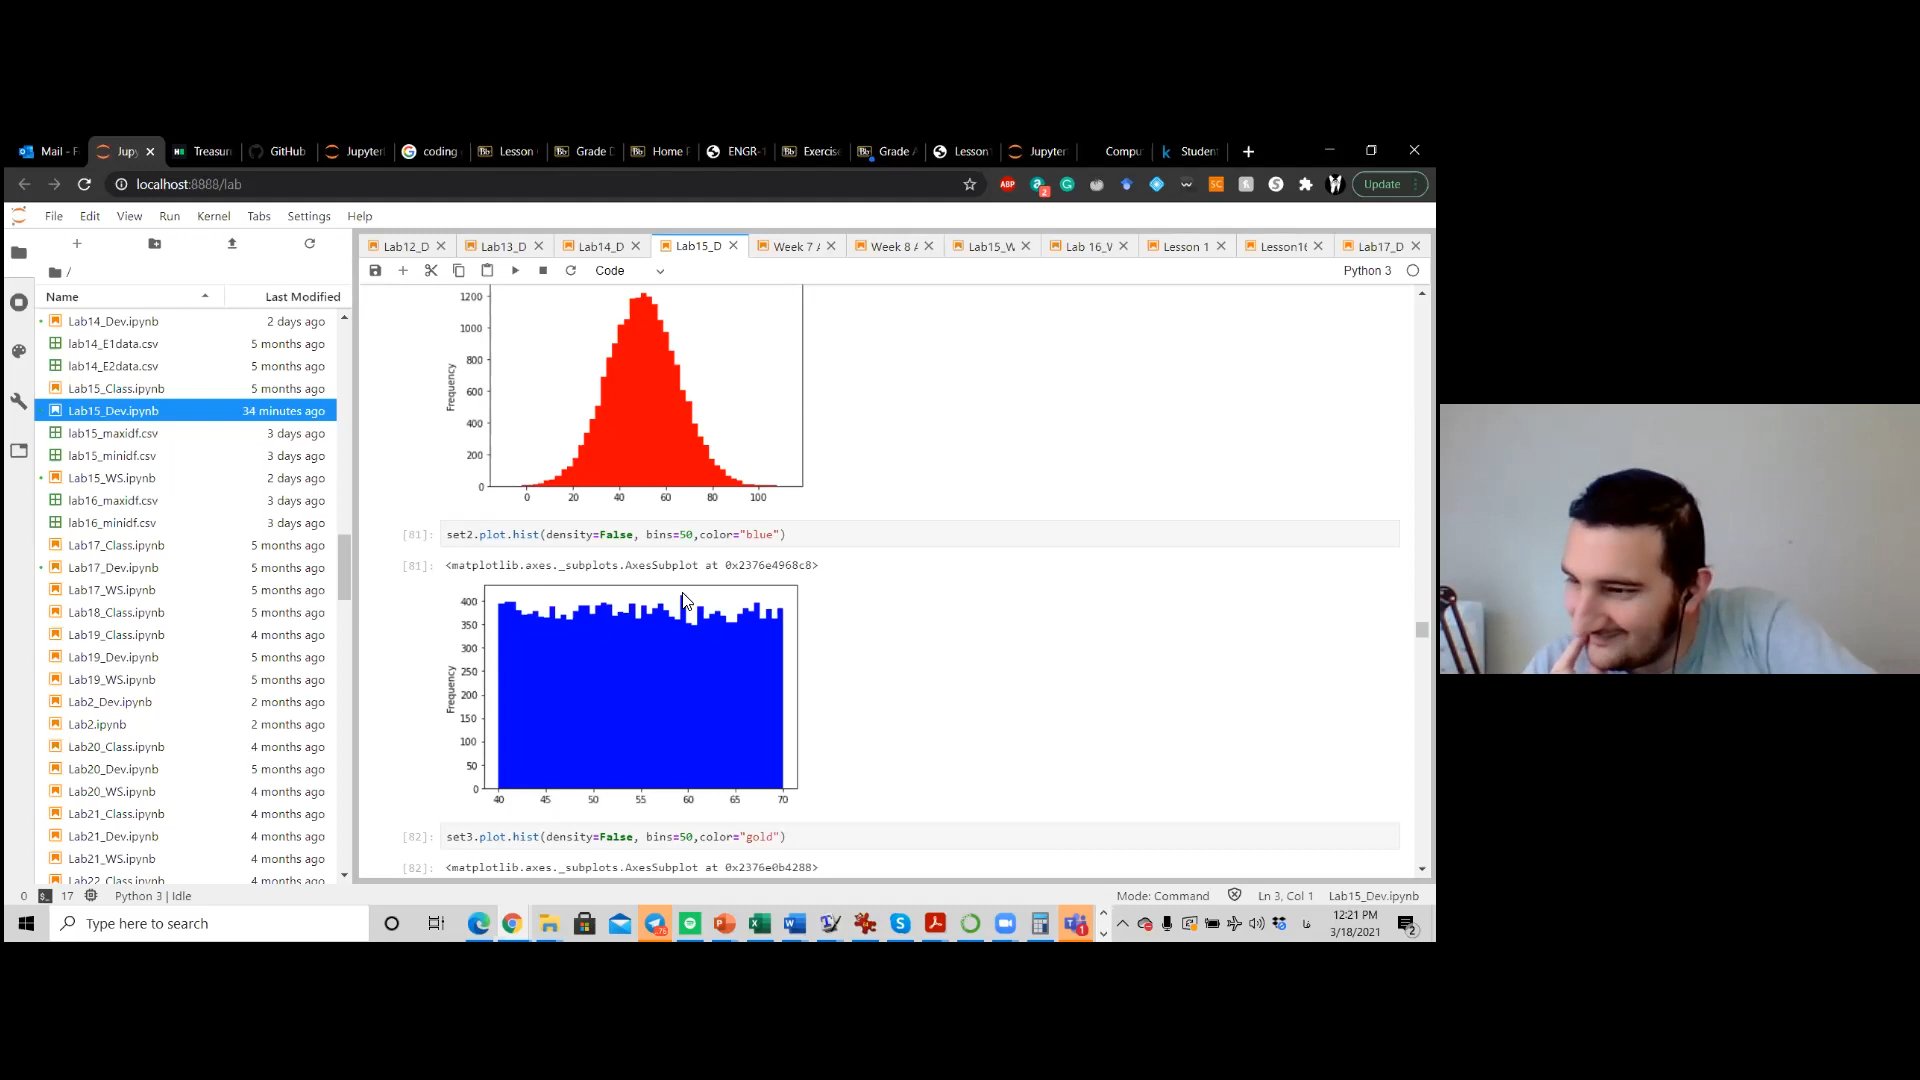 Mail - F
Jupy
Treasur
GitHub
Jupyter
coding
Lesson
Grade D
Home F
ENGR-1
Exercise
Grade A
Lesson
Jupyter
Compu
Student
localhost:8888/lab
Update
File Edit View Run Kernel Tabs Settings Help
Lab12_D
Lab13_D
Lab14_D
Lab15_D
Week 7 A
Week 8 A
Lab15_W
Lab 16_V
Lesson 1
Lesson16
Lab17_D
Code
Python 3
/
Name Last Modified
Lab14_Dev.ipynb 2 days ago
lab14_E1data.csv 5 months ago
lab14_E2data.csv 5 months ago
Lab15_Class.ipynb 5 months ago
Lab15_Dev.ipynb 34 minutes ago
lab15_maxidf.csv 3 days ago
lab15_minidf.csv 3 days ago
Lab15_WS.ipynb 2 days ago
lab16_maxidf.csv 3 days ago
lab16_minidf.csv 3 days ago
Lab17_Class.ipynb 5 months ago
Lab17_Dev.ipynb 5 months ago
Lab17_WS.ipynb 5 months ago
Lab18_Class.ipynb 5 months ago
Lab19_Class.ipynb 4 months ago
Lab19_Dev.ipynb 5 months ago
Lab19_WS.ipynb 5 months ago
Lab2_Dev.ipynb 2 months ago
Lab2.ipynb 2 months ago
Lab20_Class.ipynb 4 months ago
Lab20_Dev.ipynb 5 months ago
Lab20_WS.ipynb 5 months ago
Lab21_Class.ipynb 4 months ago
Lab21_Dev.ipynb 4 months ago
Lab21_WS.ipynb 4 months ago
Lab22_Class.ipynb 4 months ago
1200
1000
800
600
400
200
0
Frequency
0 20 40 60 80 100
[81]: set2.plot.hist(density=False, bins=50,color="blue")
[81]: <matplotlib.axes._subplots.AxesSubplot at 0x2376e4968c8>
400
350
300
250
200
150
100
50
0
Frequency
40 45 50 55 60 65 70
[82]: set3.plot.hist(density=False, bins=50,color="gold")
[82]: <matplotlib.axes._subplots.AxesSubplot at 0x2376e0b4288>
0 17 Python 3 | Idle
Mode: Command Ln 3, Col 1 Lab15_Dev.ipynb
Type here to search
12:21 PM
3/18/2021